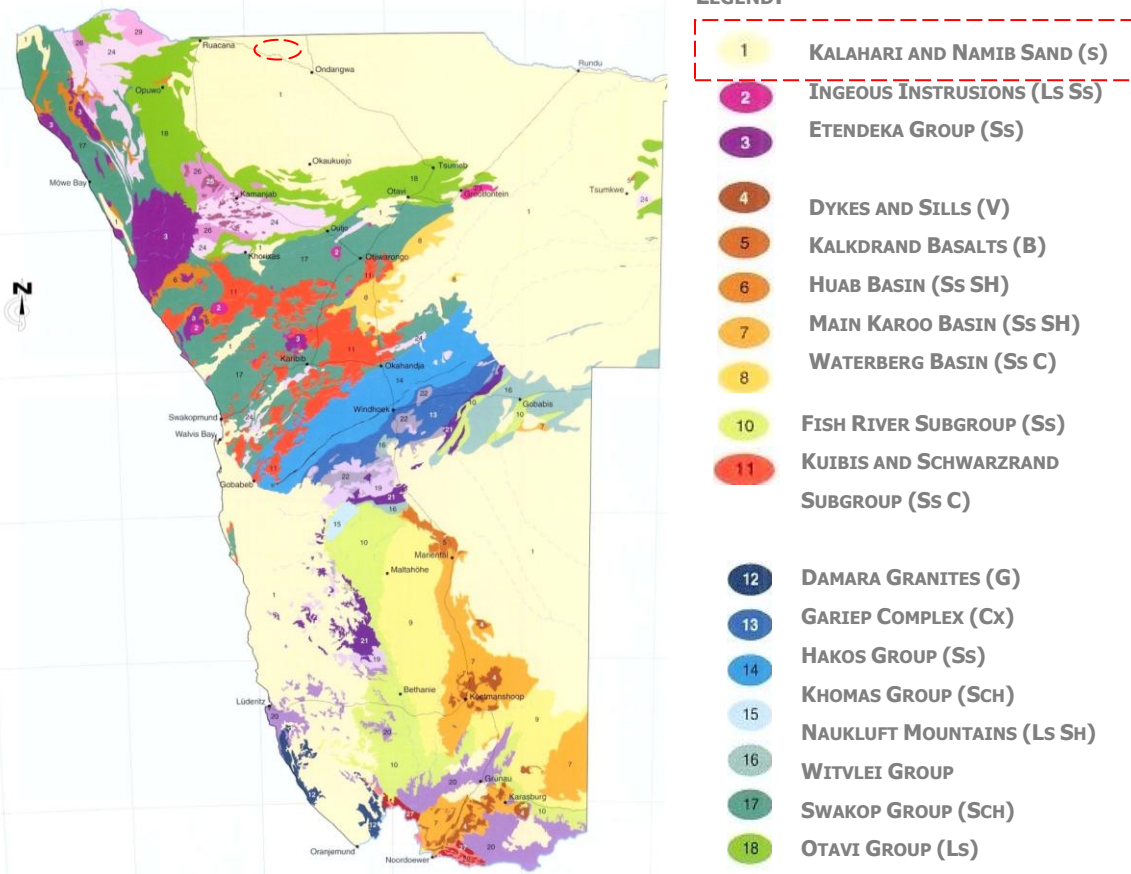 LEGEND:
1 KALAHARI AND NAMIB SAND (S)
2 INGEOUS INSTRUSIONS (LS SS)
3 ETENDEKA GROUP (SS)
4 DYKES AND SILLS (V)
5 KALKDRAND BASALTS (B)
6 HUAB BASIN (SS SH)
7 MAIN KAROO BASIN (SS SH)
8 WATERBERG BASIN (SS C)
10 FISH RIVER SUBGROUP (SS)
11 KUIBIS AND SCHWARZRAND
SUBGROUP (SS C)
12 DAMARA GRANITES (G)
13 GARIEP COMPLEX (CX)
14 HAKOS GROUP (SS)
15 KHOMAS GROUP (SCH)
NAUKLUFT MOUNTAINS (LS SH)
16 WITVLEI GROUP
17 SWAKOP GROUP (SCH)
18 OTAVI GROUP (LS)
N
Ruacana
Ondangwa
Rundu
Opuwo
Okaukuejo
Tsumeb
Möwe Bay
Kamanjab
Otavi
Grootfontein
Tsumkwe
Outjo
Khorixas
Otjiwarongo
Karibib
Okahandja
Swakopmund
Windhoek
Gobabis
Walvis Bay
Gobabeb
Mariental
Maltahöhe
Bethanie
Keetmanshoop
Lüderitz
Grünau
Karasburg
Oranjemund
Noordoewer